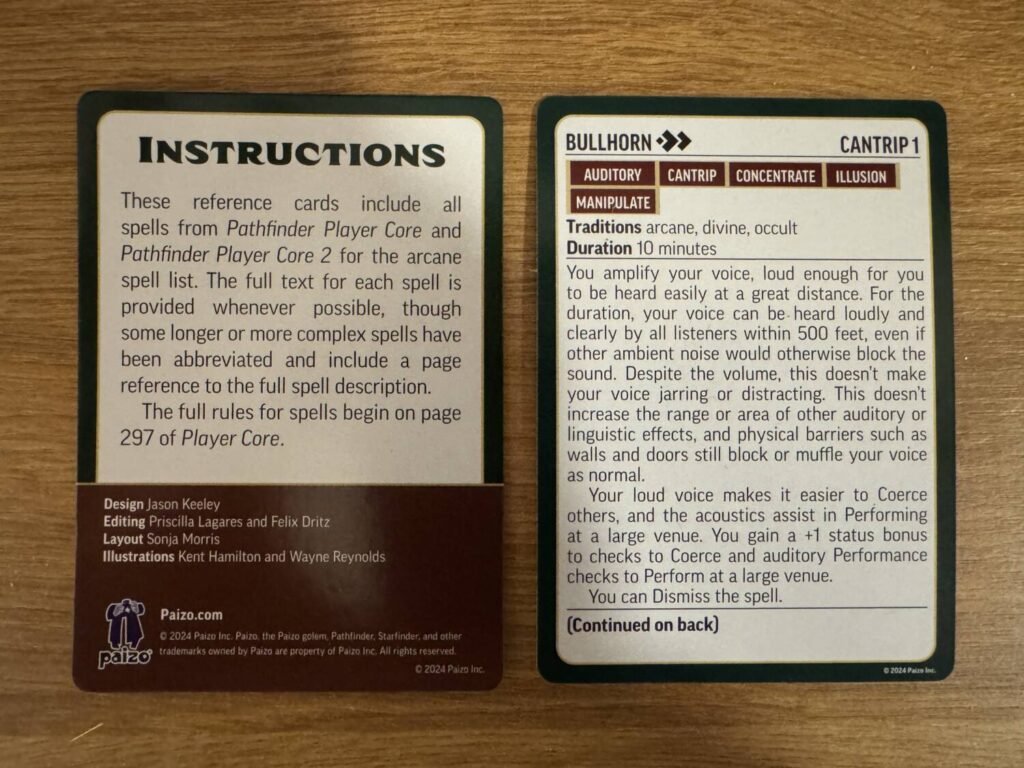 INSTRUCTIONS
These reference cards include all
spells from Pathfinder Player Core and
Pathfinder Player Core 2 for the arcane
spell list. The full text for each spell is
provided whenever possible, though
some longer or more complex spells have
been abbreviated and include a page
reference to the full spell description.
The full rules for spells begin on page
297 of Player Core.
Design Jason Keeley
Editing Priscilla Lagares and Felix Dritz
Layout Sonja Morris
Illustrations Kent Hamilton and Wayne Reynolds
paizo®
Paizo.com
© 2024 Paizo Inc. Paizo, the Paizo golem, Pathfinder, Starfinder, and other
trademarks owned by Paizo are property of Paizo Inc. All rights reserved.
© 2024 Paizo Inc.
BULLHORN CANTRIP 1
AUDITORY CANTRIP CONCENTRATE ILLUSION
MANIPULATE
Traditions arcane, divine, occult
Duration 10 minutes
You amplify your voice, loud enough for you
to be heard easily at a great distance. For the
duration, your voice can be heard loudly and
clearly by all listeners within 500 feet, even if
other ambient noise would otherwise block the
sound. Despite the volume, this doesn't make
your voice jarring or distracting. This doesn't
increase the range or area of other auditory or
linguistic effects, and physical barriers such as
walls and doors still block or muffle your voice
as normal.
Your loud voice makes it easier to Coerce
others, and the acoustics assist in Performing
at a large venue. You gain a +1 status bonus
to checks to Coerce and auditory Performance
checks to Perform at a large venue.
You can Dismiss the spell.
(Continued on back)
© 2024 Paizo Inc.